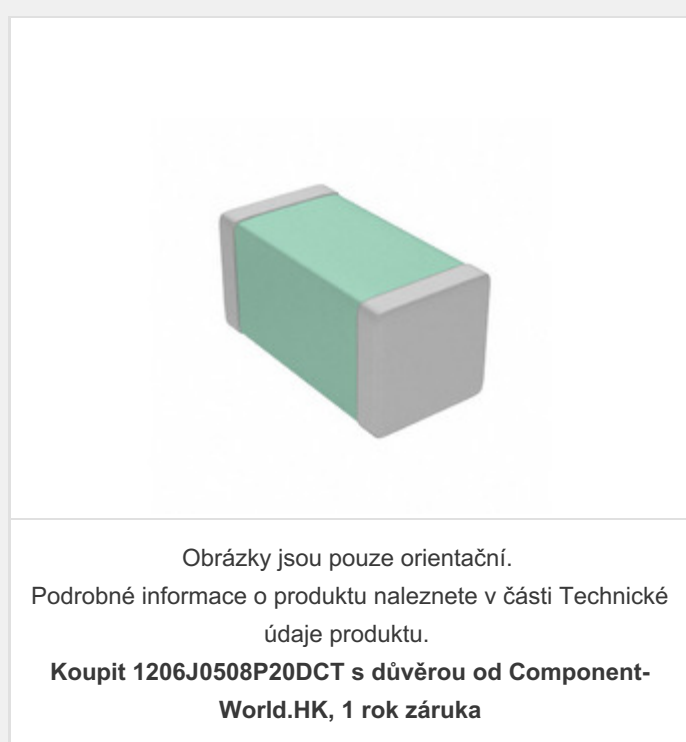 Obrázky jsou pouze orientační.
Podrobné informace o produktu naleznete v části Technické
údaje produktu.
Koupit 1206J0508P20DCT s důvěrou od Component-
World.HK, 1 rok záruka